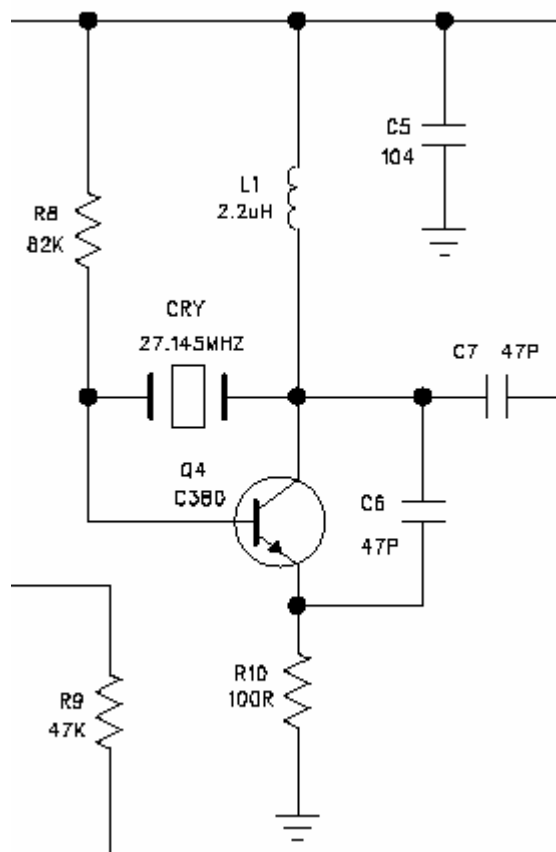 C5
104
L1
2.2uH
R8
82K
CRY
27.145MHZ
C7 47P
Q4
C380
C6
47P
R10
100R
R9
47K